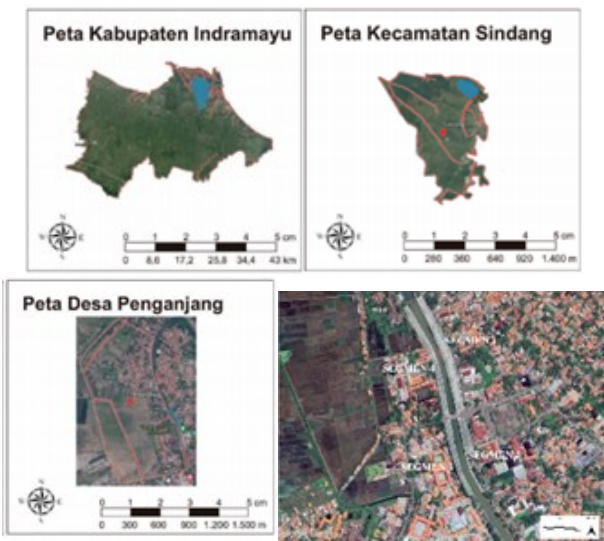 Peta Kabupaten Indramayu
N
W E
S
0 1 2 3 4 5 cm
0 8,6 17,2 25,8 34,4 43 km
Peta Kecamatan Sindang
N
W E
S
0 1 2 3 4 5 cm
0 280 360 640 920 1.400 m
Peta Desa Penganjang
N
W E
S
0 1 2 3 4 5 cm
0 300 600 900 1.200 1.500 m
SEGMEN 1
SEGMEN 4
SEGMEN 3
SEGMEN